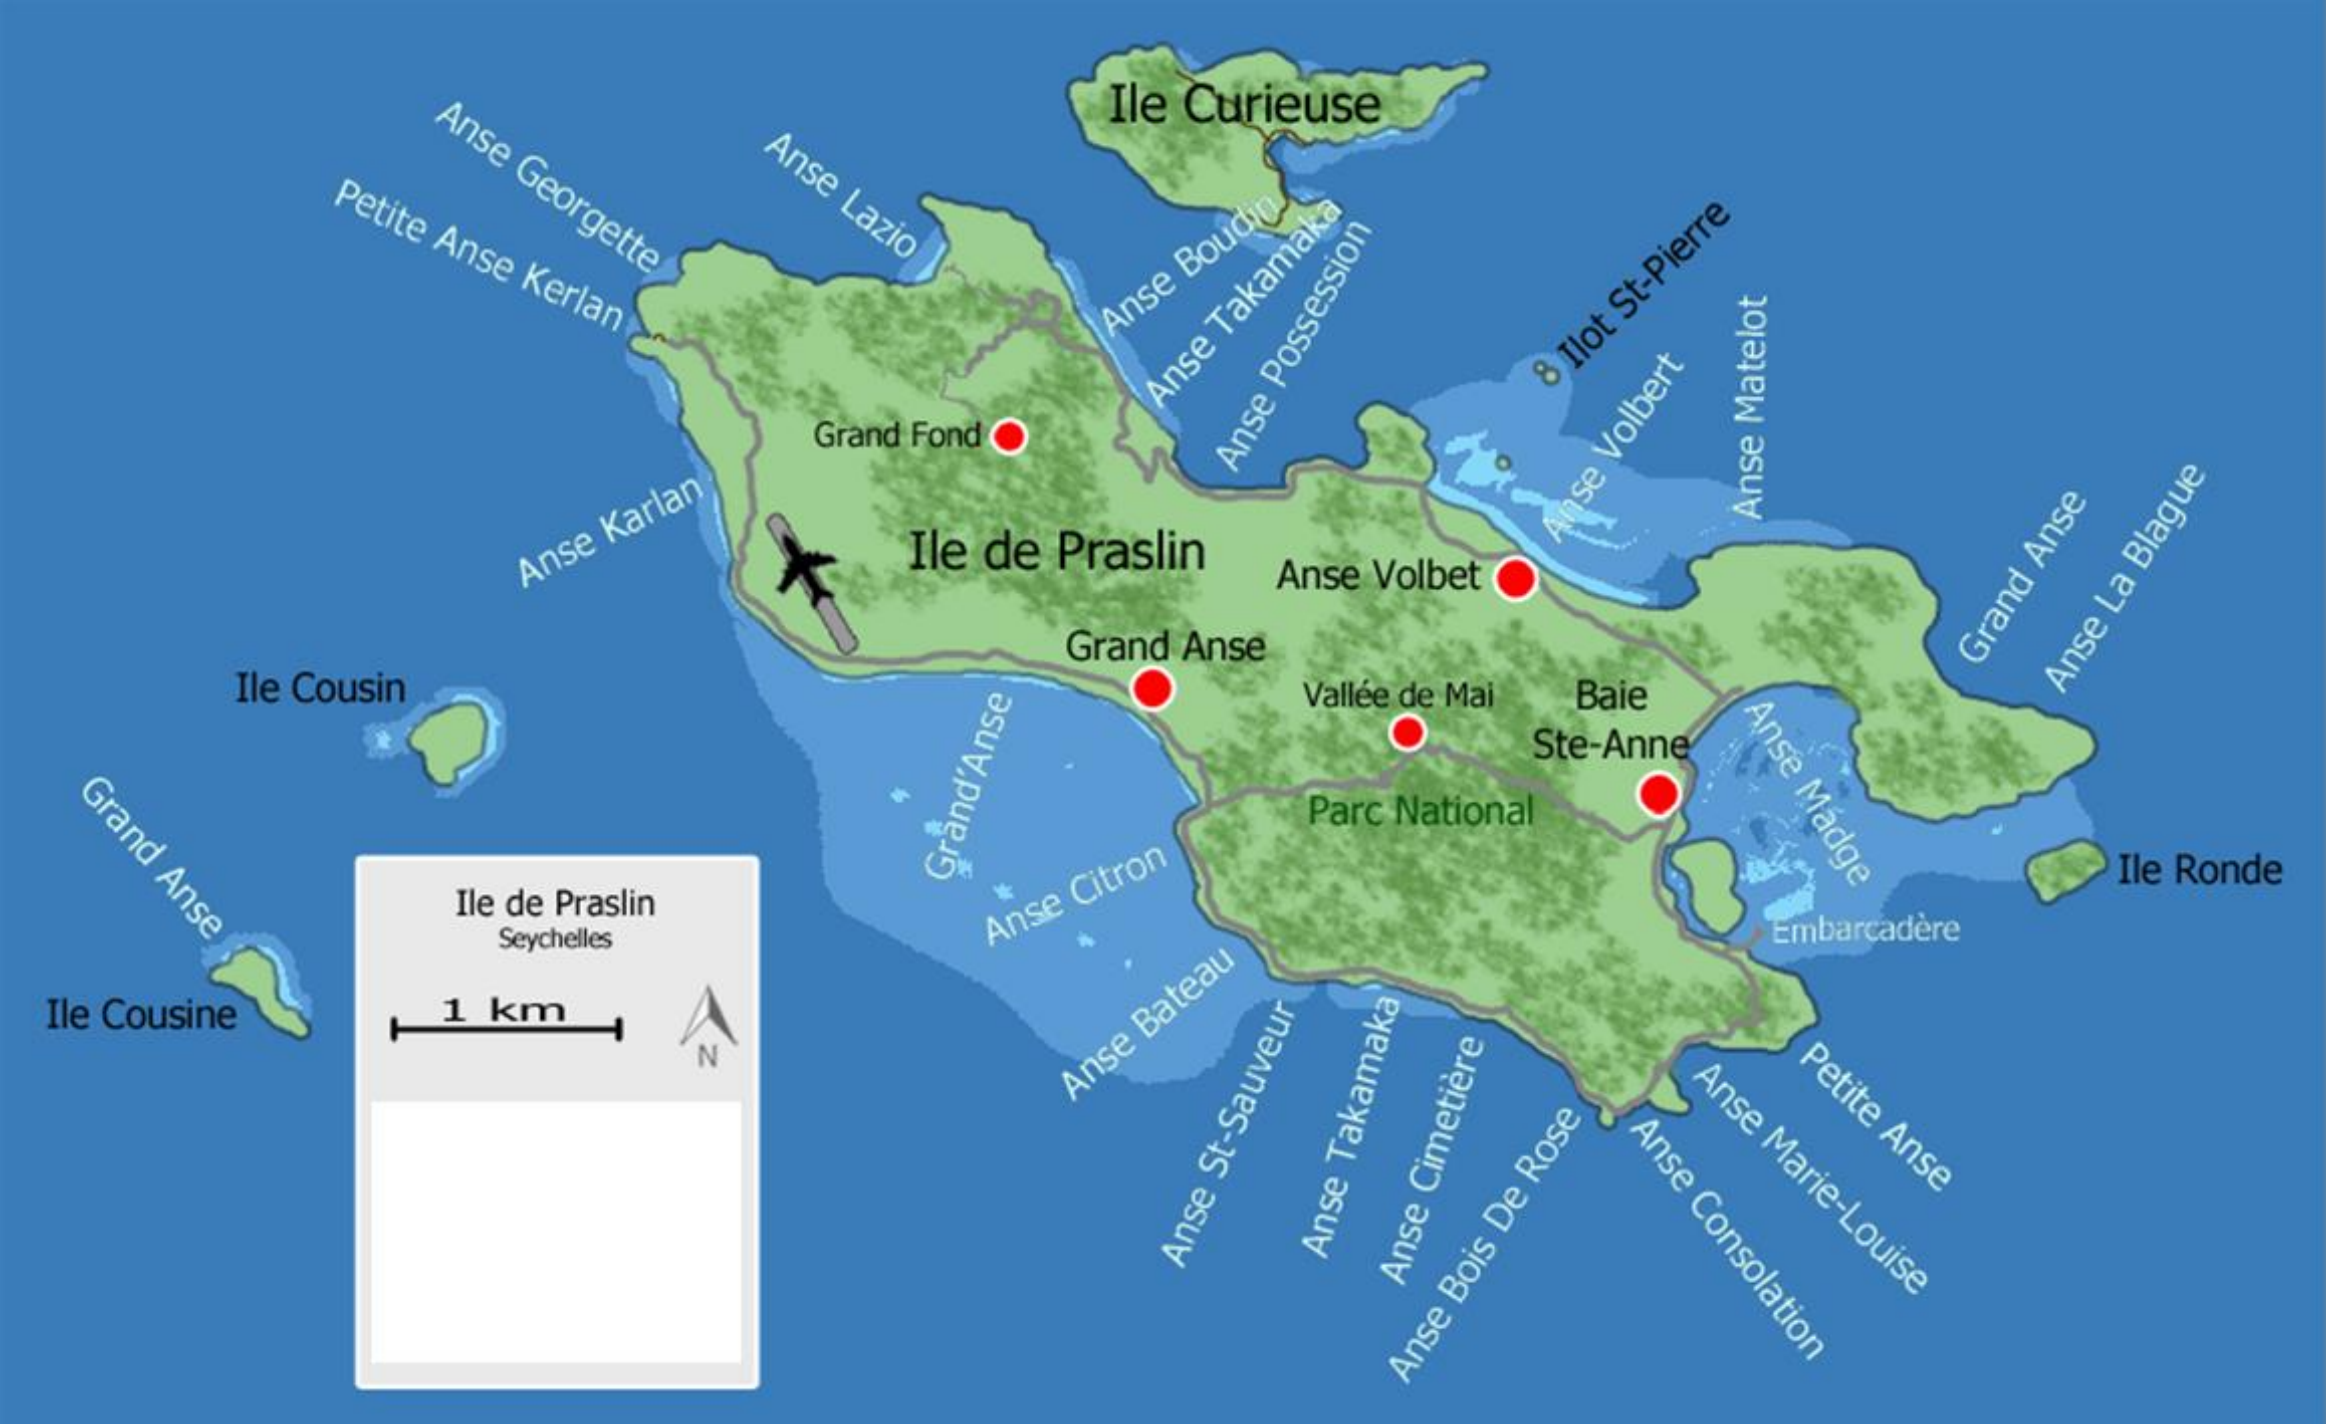 Ile Curieuse
Anse Georgette
Petite Anse Kerlan
Anse Lazio
Anse Boudin
Anse Takamaka
Anse Possession
Ilot St-Pierre
Anse Volbert
Anse Matelot
Grand Anse
Anse La Blague
Grand Fond
Anse Karlan
Ile de Praslin
Anse Volbet
Grand Anse
Vallée de Mai
Baie
Ste-Anne
Parc National
Ile Cousin
Grand Anse
Ile Cousine
Grand'Anse
Anse Citron
Anse Bateau
Anse Madge
Ile Ronde
Embarcadère
Anse St-Sauveur
Anse Takamaka
Anse Cimetière
Anse Bois De Rose
Anse Consolation
Anse Marie-Louise
Petite Anse
Ile de Praslin
Seychelles
1 km
N